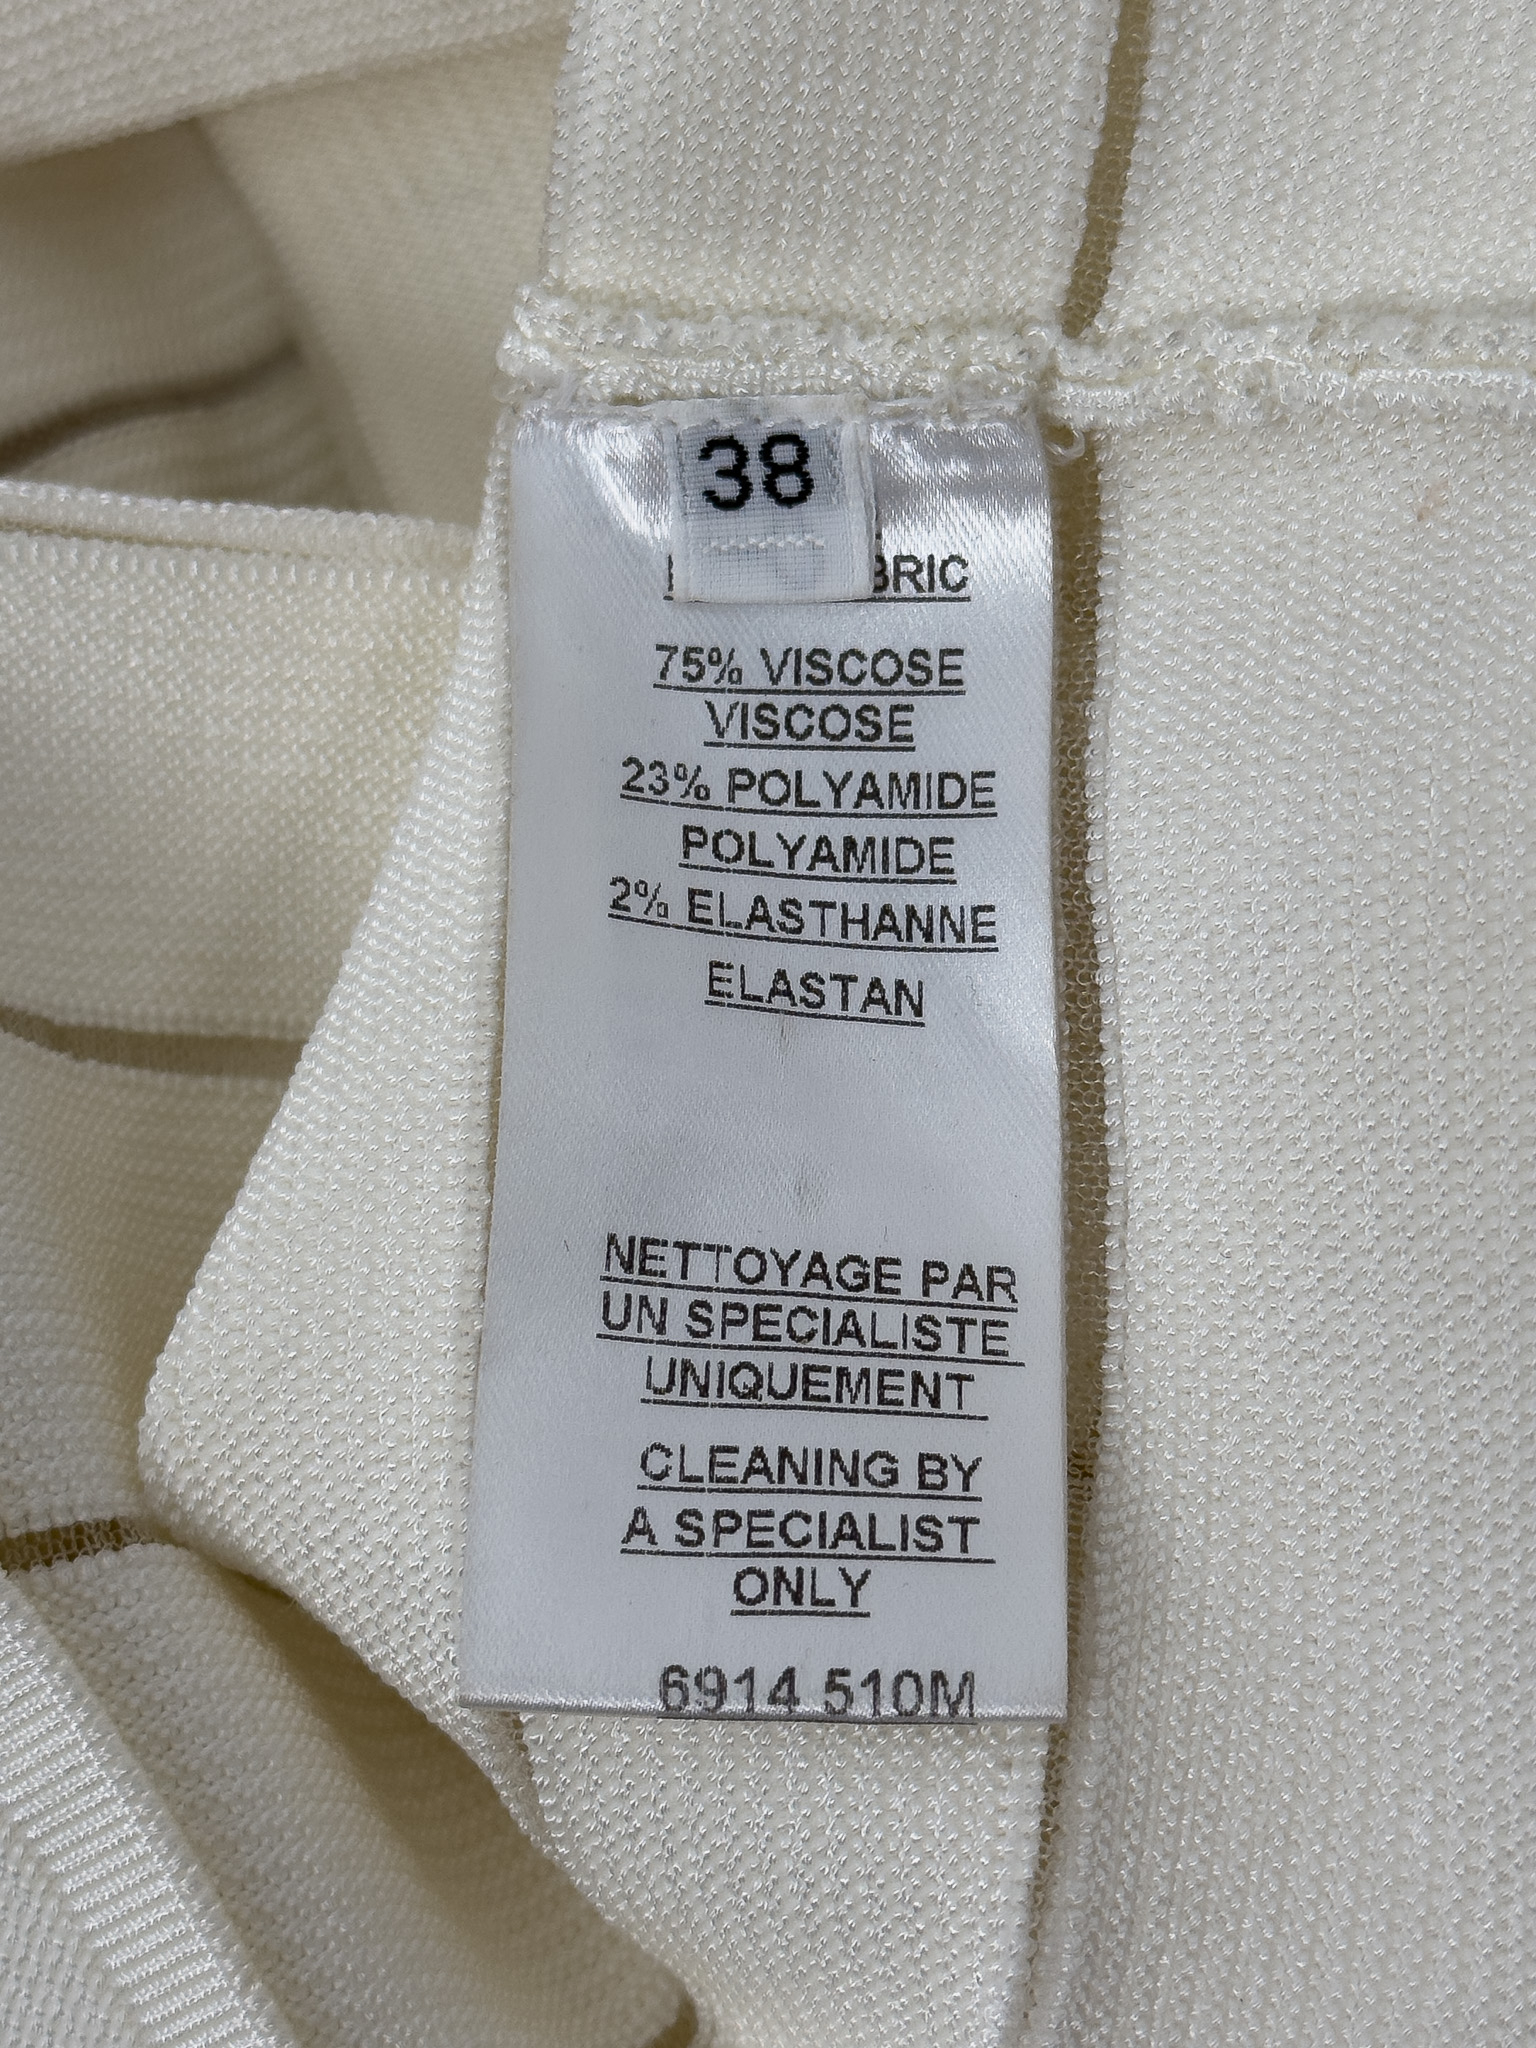 38
BRIC
75% VISCOSE
VISCOSE
23% POLYAMIDE
POLYAMIDE
2% ELASTHANNE
ELASTAN
NETTOYAGE PAR
UN SPECIALISTE
UNIQUEMENT
CLEANING BY
A SPECIALIST
ONLY
6914 510M